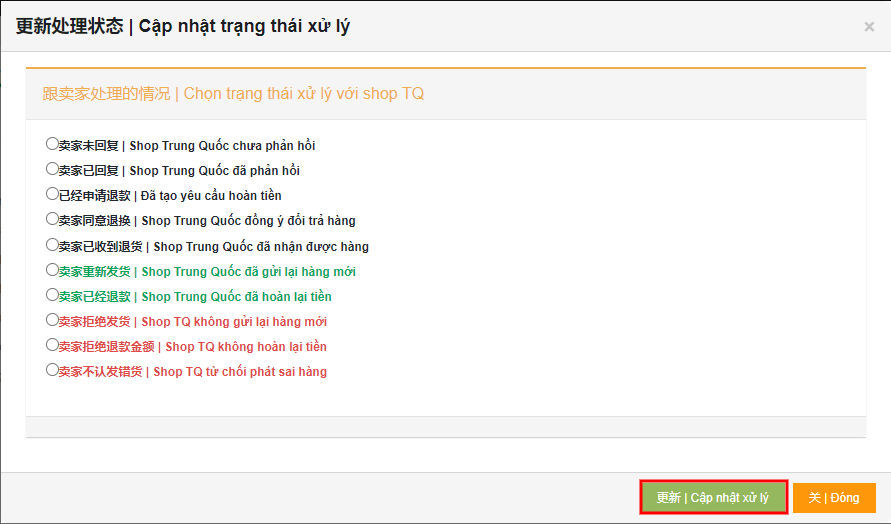 更新处理状态 | Cập nhật trạng thái xử lý
×
跟卖家处理的情况 | Chọn trạng thái xử lý với shop TQ
卖家未回复 | Shop Trung Quốc chưa phản hồi
卖家已回复 | Shop Trung Quốc đã phản hồi
已经申请退款 | Đã tạo yêu cầu hoàn tiền
卖家同意退换 | Shop Trung Quốc đồng ý đổi trả hàng
卖家已收到退货 | Shop Trung Quốc đã nhận được hàng
卖家重新发货 | Shop Trung Quốc đã gửi lại hàng mới
卖家已经退款 | Shop Trung Quốc đã hoàn lại tiền
卖家拒绝发货 | Shop TQ không gửi lại hàng mới
卖家拒绝退款金额 | Shop TQ không hoàn lại tiền
卖家不认发错货 | Shop TQ từ chối phát sai hàng
更新 | Cập nhật xử lý
关 | Đóng